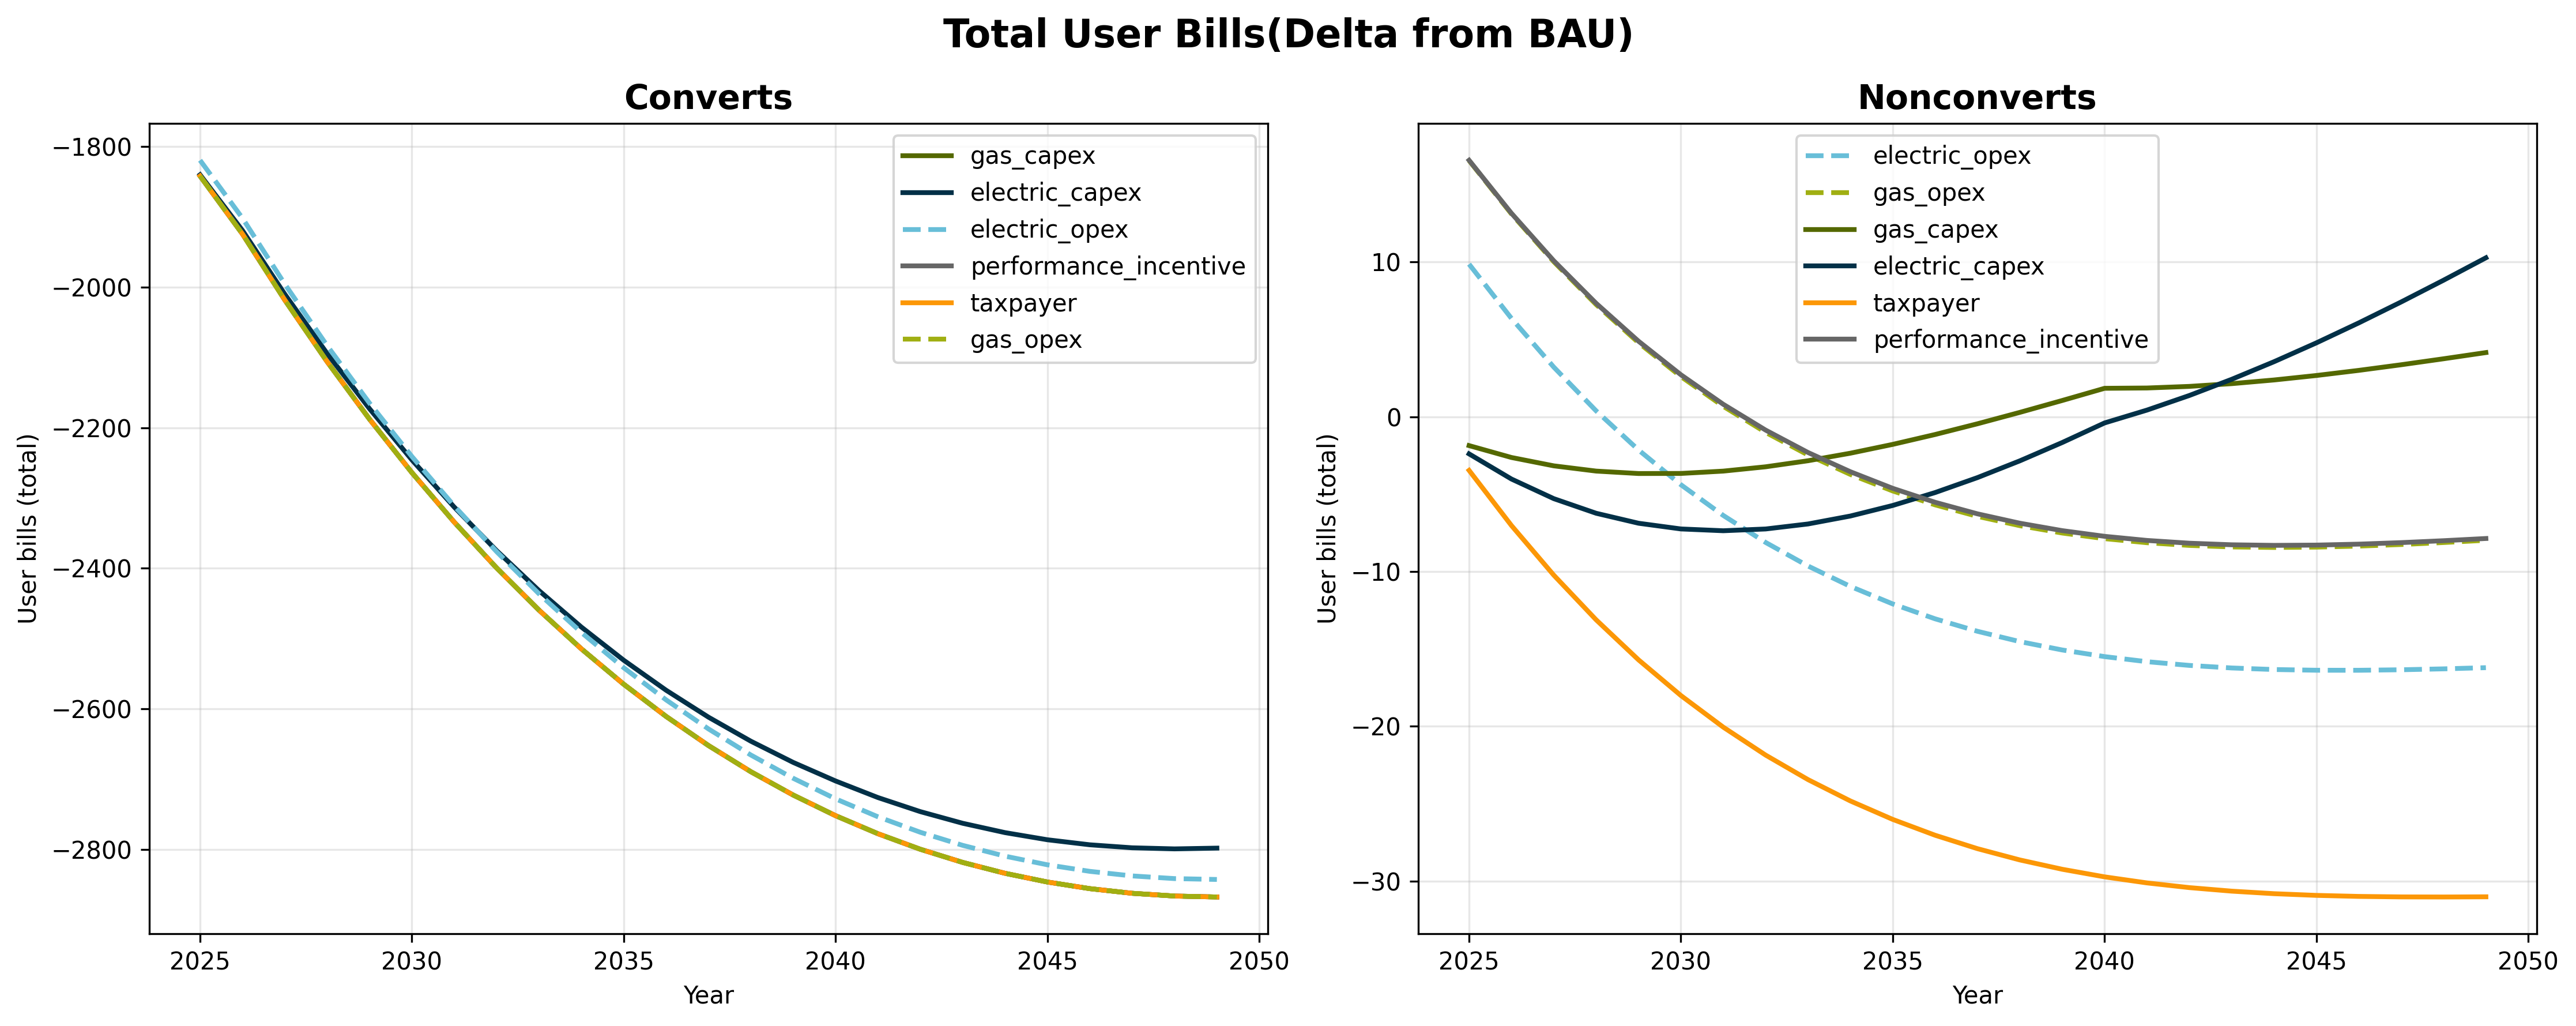 Total User Bills(Delta from BAU)
Converts
User bills (total)
−1800
−2000
−2200
−2400
−2600
−2800
gas_capex
electric_capex
electric_opex
performance_incentive
taxpayer
gas_opex
2025
2030
2035
2040
2045
2050
Year
Nonconverts
User bills (total)
10
0
−10
−20
−30
electric_opex
gas_opex
gas_capex
electric_capex
taxpayer
performance_incentive
2025
2030
2035
2040
2045
2050
Year